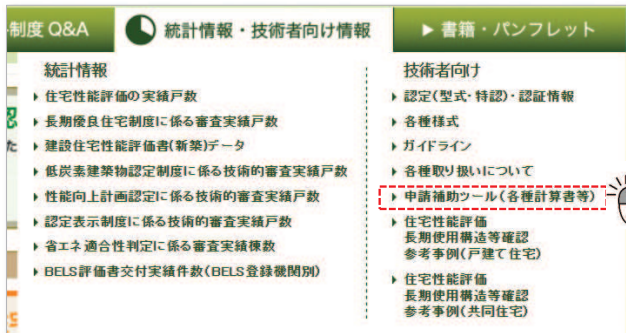 制度 Q&A
統計情報・技術者向け情報
▶ 書籍・パンフレット
統計情報
住宅性能評価の実績戸数
長期優良住宅制度に係る審査実績戸数
建設住宅性能評価書(新築)データ
低炭素建築物認定制度に係る技術的審査実績戸数
性能向上計画認定に係る技術的審査実績戸数
認定表示制度に係る技術的審査実績戸数
省エネ適合性判定に係る審査実績棟数
BELS評価書交付実績件数(BELS登録機関別)
技術者向け
認定(型式・特認)・認証情報
各種様式
ガイドライン
各種取り扱いについて
申請補助ツール(各種計算書等)
住宅性能評価
長期使用構造等確認
参考事例(戸建て住宅)
住宅性能評価
長期使用構造等確認
参考事例(共同住宅)